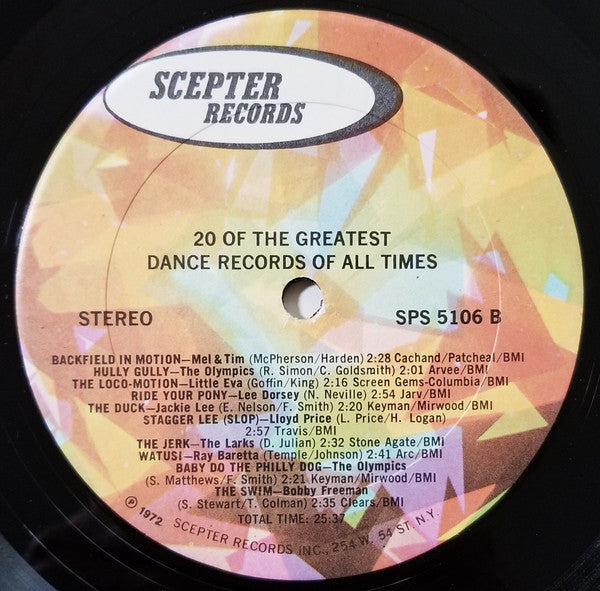 SCEPTER
RECORDS
20 OF THE GREATEST
DANCE RECORDS OF ALL TIMES
STEREO
SPS 5106 B
BACKFIELD IN MOTION—Mel & Tim (McPherson/Harden) 2:28 Cachand/Patcheal/BMI
HULLY GULLY—The Olympics (R. Simon/C. Goldsmith) 2:01 Arvee/BMI
THE LOCO-MOTION—Little Eva (Goffin/King) 2:16 Screen Gems-Columbia/BMI
RIDE YOUR PONY—Lee Dorsey (N. Neville) 2:54 Jarv/BMI
THE DUCK—Jackie Lee (E. Nelson/F. Smith) 2:20 Keyman/Mirwood/BMI
STAGGER LEE (SLOP)—Lloyd Price (L. Price/H. Logan)
2:57 Travis/BMI
THE JERK—The Larks (D. Julian) 2:32 Stone Agate/BMI
WATUSI—Ray Baretta (Temple/Johnson) 2:41 Arc/BMI
BABY DO THE PHILLY DOG—The Olympics
(S. Matthews/F. Smith) 2:21 Keyman/Mirwood/BMI
THE SWIM—Bobby Freeman
(S. Stewart/T. Colman) 2:35 Clears/BMI
TOTAL TIME: 25:37
℗ 1972 SCEPTER RECORDS INC., 254 W. 54 ST. N.Y.